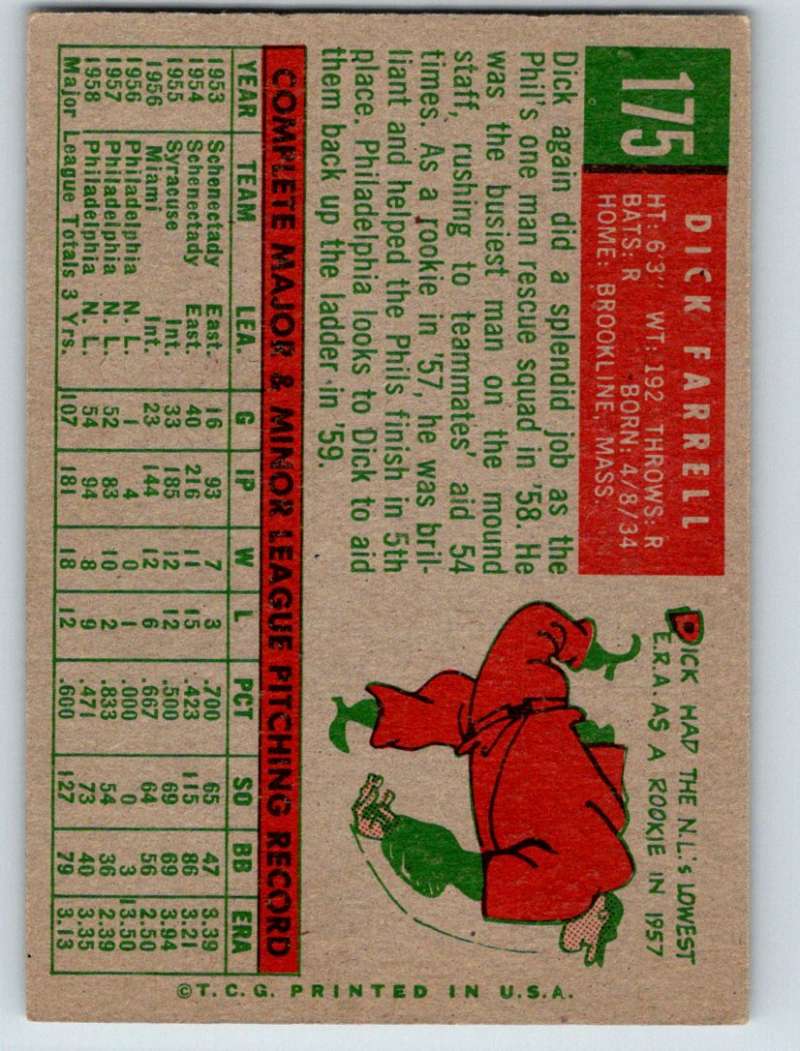 175
DICK FARRELL
HT: 6'3" WT: 192 THROWS: R
BATS: R BORN: 4/8/34
HOME: BROOKLINE, MASS.
Dick again did a splendid job as the
Phil's one man rescue squad in '58. He
was the busiest man on the mound
staff, rushing to teammates' aid 54
times. As a rookie in '57, he was bril-
liant and helped the Phils finish in 5th
place. Philadelphia looks to Dick to aid
them back up the ladder in '59.
DICK HAD THE N.L.'s LOWEST
E.R.A. AS A ROOKIE IN 1957
COMPLETE MAJOR & MINOR LEAGUE PITCHING RECORD
YEAR TEAM LEA. G IP W L PCT SO BB ERA
1953 Schenectady East. 16 93 7 3 .700 65 47 3.39
1954 Schenectady East. 40 216 11 15 .423 115 86 3.21
1955 Syracuse Int. 33 185 12 12 .500 69 69 3.94
1956 Miami Int. 23 144 12 6 .667 64 56 2.50
1956 Philadelphia N. L. 1 4 0 1 .000 0 3 13.50
1957 Philadelphia N. L. 52 83 10 2 .833 54 36 2.39
1958 Philadelphia N. L. 54 94 8 9 .471 73 40 3.35
Major League Totals 3 Yrs. 107 181 18 12 .600 127 79 3.13
©T.C.G. PRINTED IN U.S.A.